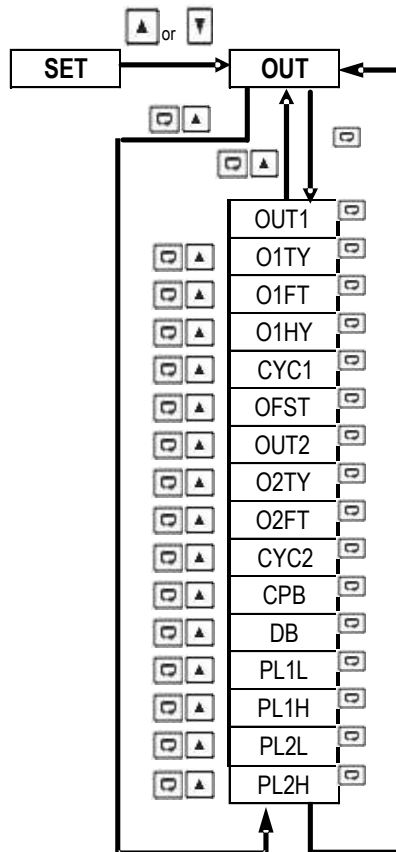 or
SET
OUT
OUT1
O1TY
O1FT
O1HY
CYC1
OFST
OUT2
O2TY
O2FT
CYC2
CPB
DB
PL1L
PL1H
PL2L
PL2H